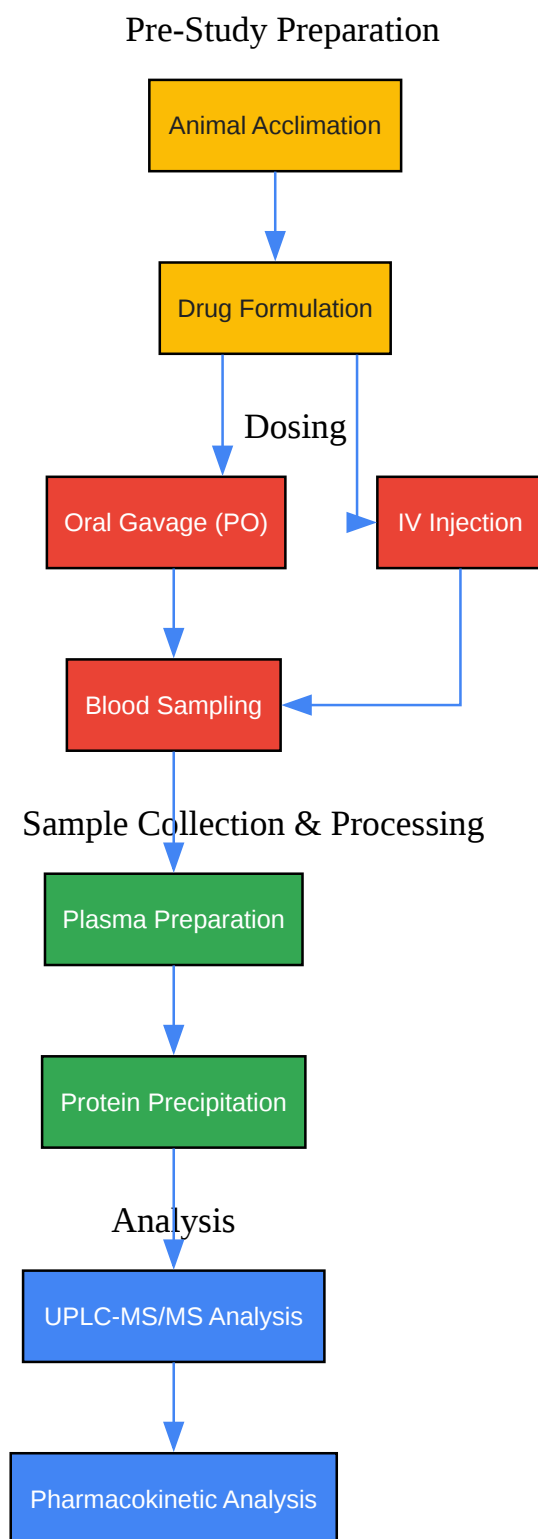 Pre-Study Preparation
Animal Acclimation
Drug Formulation
Dosing
Oral Gavage (PO)
IV Injection
Blood Sampling
Sample Collection & Processing
Plasma Preparation
Protein Precipitation
Analysis
UPLC-MS/MS Analysis
Pharmacokinetic Analysis